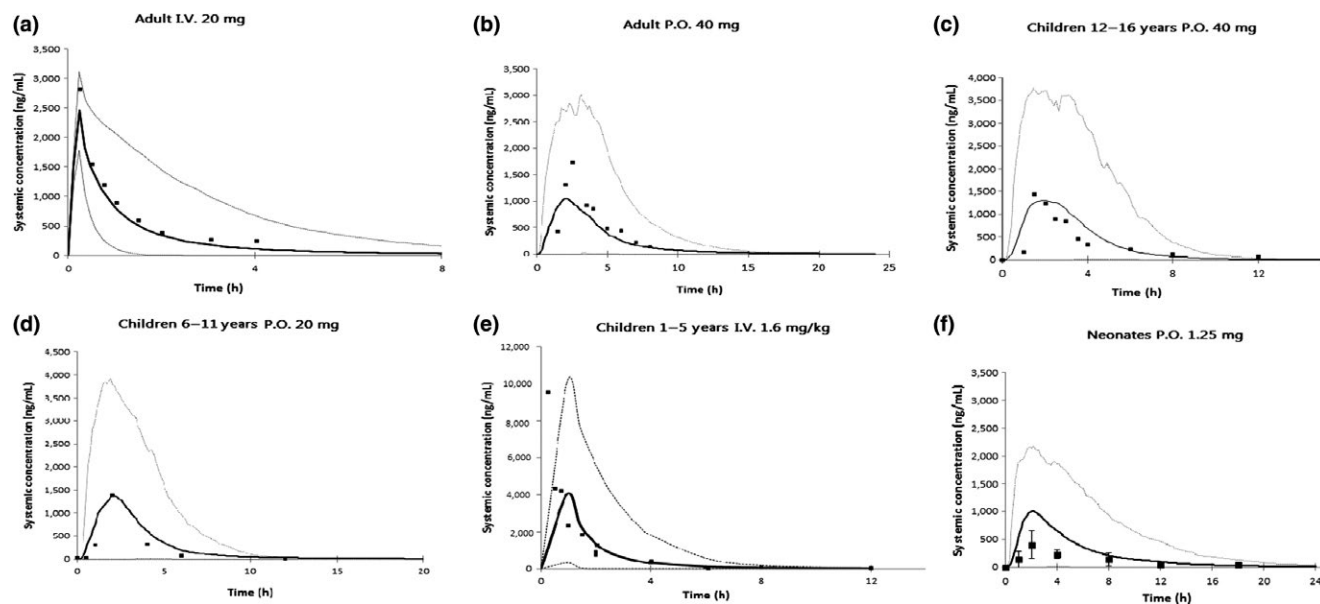 (a)
Adult I.V. 20 mg
Systemic concentration (ng/mL)
3,500
3,000
2,500
2,000
1,500
1,000
500
0
0 2 4 6 8
Time (h)
(b)
Adult P.O. 40 mg
Systemic concentration (ng/mL)
3,500
3,000
2,500
2,000
1,500
1,000
500
0
0 5 10 15 20 25
Time (h)
(c)
Children 12–16 years P.O. 40 mg
Systemic concentration (ng/mL)
4,000
3,500
3,000
2,500
2,000
1,500
1,000
500
0
0 4 8 12
Time (h)
(d)
Children 6–11 years P.O. 20 mg
Systemic concentration (ng/mL)
4,500
4,000
3,500
3,000
2,500
2,000
1,500
1,000
500
0
0 5 10 15 20
Time (h)
(e)
Children 1–5 years I.V. 1.6 mg/kg
Systemic concentration (ng/mL)
12,000
10,000
8,000
6,000
4,000
2,000
0
0 4 8 12
Time (h)
(f)
Neonates P.O. 1.25 mg
Systemic concentration (ng/mL)
3,500
3,000
2,500
2,000
1,500
1,000
500
0
0 4 8 12 16 20 24
Time (h)